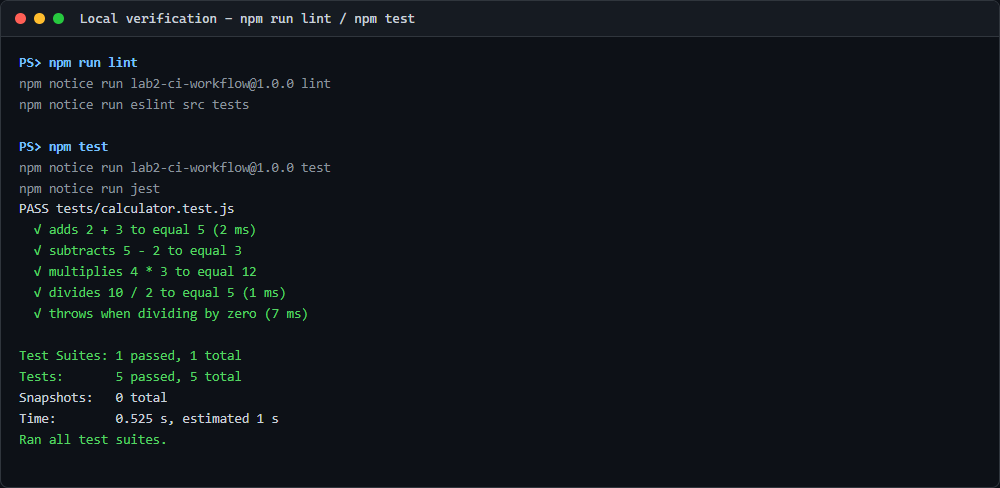 Local verification - npm run lint / npm test
PS> npm run lint
npm notice run lab2-ci-workflow@1.0.0 lint
npm notice run eslint src tests
PS> npm test
npm notice run lab2-ci-workflow@1.0.0 test
npm notice run jest
PASS tests/calculator.test.js
√ adds 2 + 3 to equal 5 (2 ms)
√ subtracts 5 - 2 to equal 3
√ multiplies 4 * 3 to equal 12
√ divides 10 / 2 to equal 5 (1 ms)
√ throws when dividing by zero (7 ms)
Test Suites: 1 passed, 1 total
Tests:       5 passed, 5 total
Snapshots:   0 total
Time:        0.525 s, estimated 1 s
Ran all test suites.